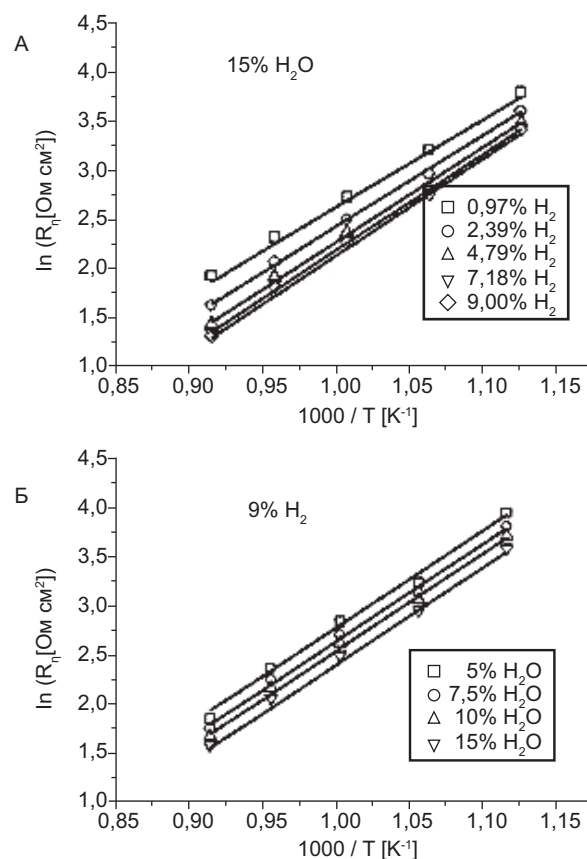 А
15% H₂O
ln (Rη[Ом см²])
4,5
4,0
3,5
3,0
2,5
2,0
1,5
1,0
0,97% H₂
2,39% H₂
4,79% H₂
7,18% H₂
9,00% H₂
0,85 0,90 0,95 1,00 1,05 1,10 1,15
1000 / T [K⁻¹]
Б
9% H₂
ln (Rη[Ом см²])
4,5
4,0
3,5
3,0
2,5
2,0
1,5
1,0
5% H₂O
7,5% H₂O
10% H₂O
15% H₂O
0,85 0,90 0,95 1,00 1,05 1,10 1,15
1000 / T [K⁻¹]